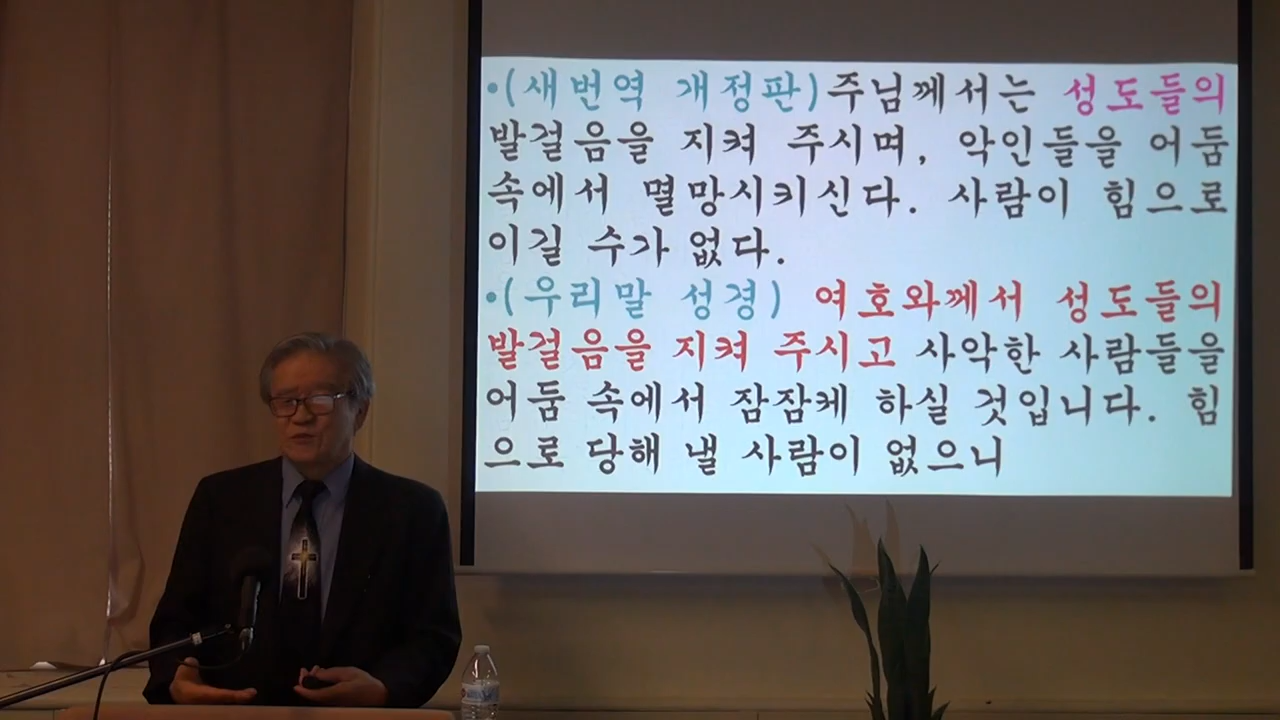 •(새번역 개정판)주님께서는 성도들의
발걸음을 지켜 주시며, 악인들을 어둠
속에서 멸망시키신다. 사람이 힘으로
이길 수가 없다.
•(우리말 성경) 여호와께서 성도들의
발걸음을 지켜 주시고 사악한 사람들을
어둠 속에서 잠잠케 하실 것입니다. 힘
으로 당해 낼 사람이 없으니